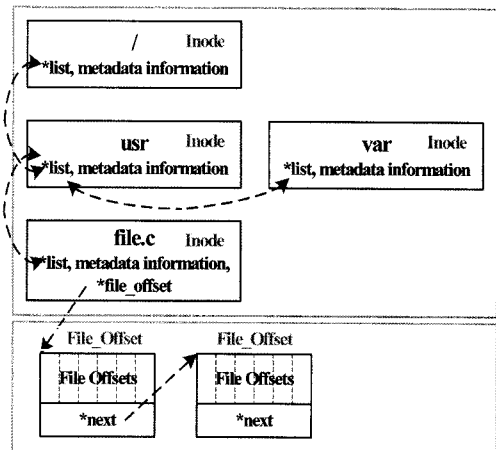 / Inode
*list, metadata information
usr Inode
*list, metadata information
var Inode
*list, metadata information
file.c Inode
*list, metadata information,
*file_offset
File_Offset
File Offsets
*next
File_Offset
File Offsets
*next